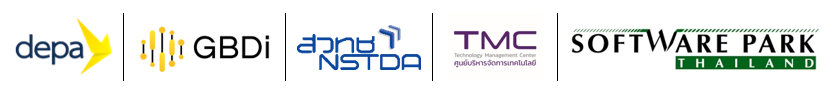 depa
GBDi
สวทช
NSTDA
TMC
Technology Management Center
ศูนย์บริหารจัดการเทคโนโลยี
SOFTWARE PARK
THAILAND